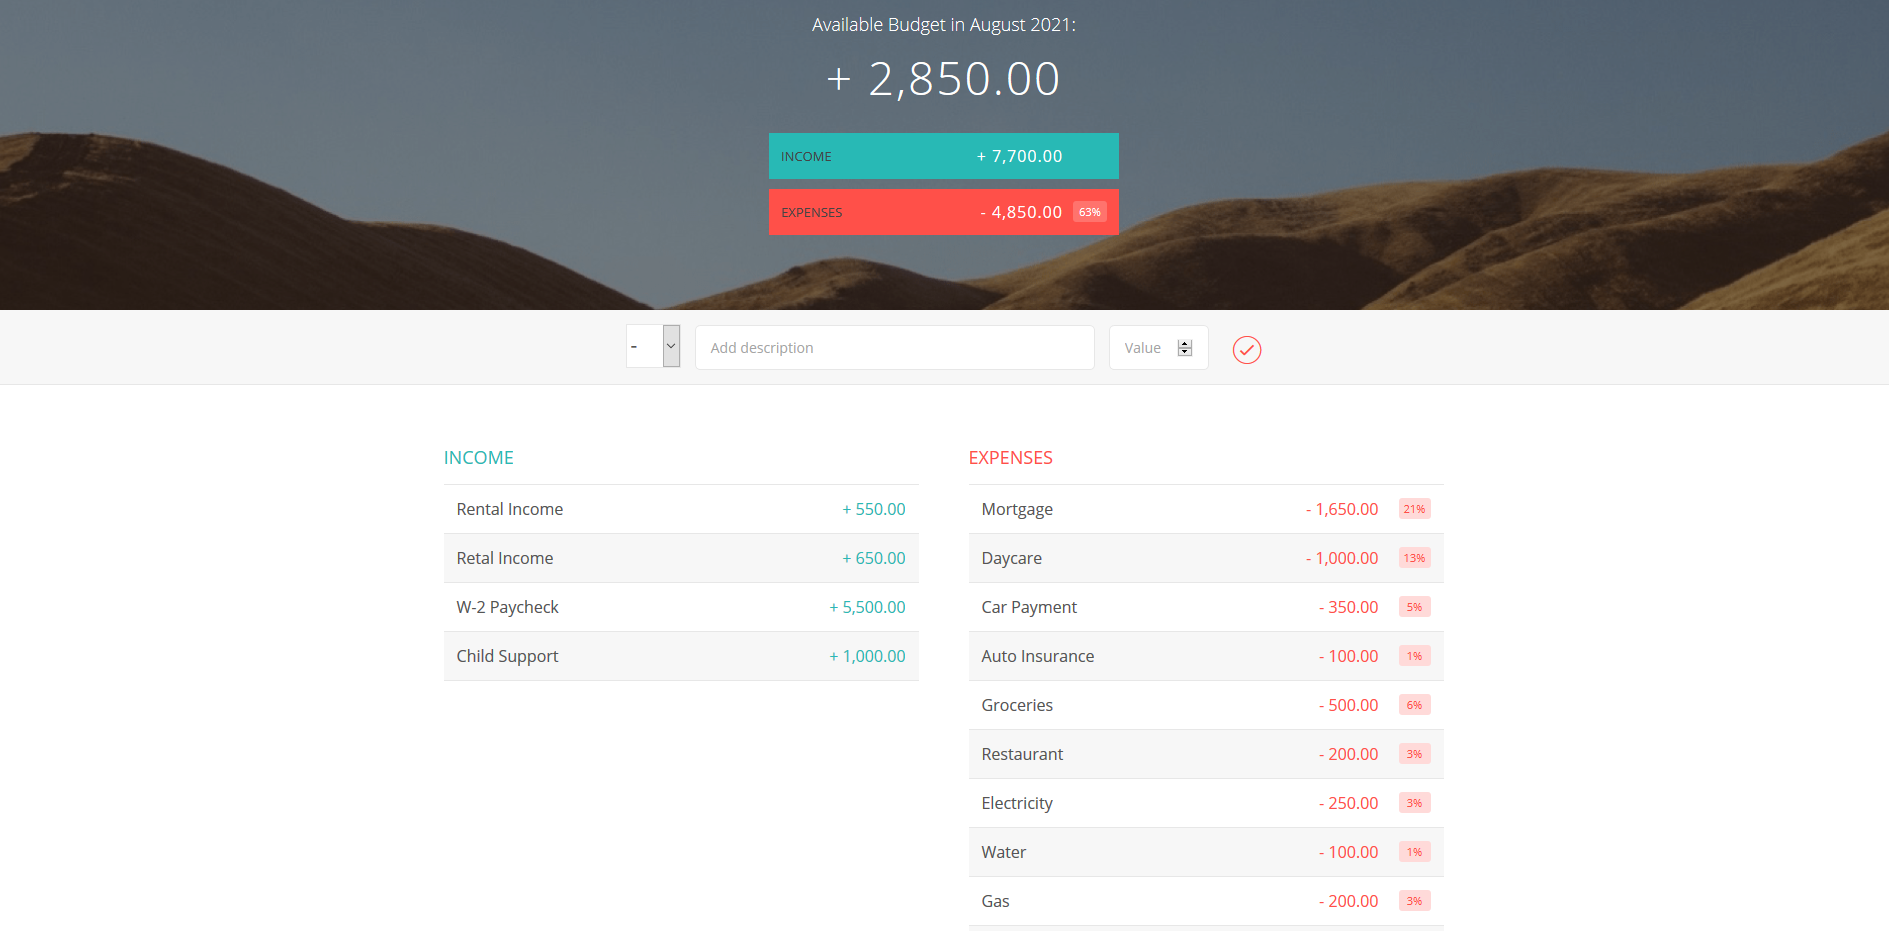 Available Budget in August 2021:
+ 2,850.00
INCOME + 7,700.00
EXPENSES - 4,850.00 63%
- Add description Value
INCOME
Rental Income + 550.00
Retal Income + 650.00
W-2 Paycheck + 5,500.00
Child Support + 1,000.00
EXPENSES
Mortgage - 1,650.00 21%
Daycare - 1,000.00 13%
Car Payment - 350.00 5%
Auto Insurance - 100.00 1%
Groceries - 500.00 6%
Restaurant - 200.00 3%
Electricity - 250.00 3%
Water - 100.00 1%
Gas - 200.00 3%